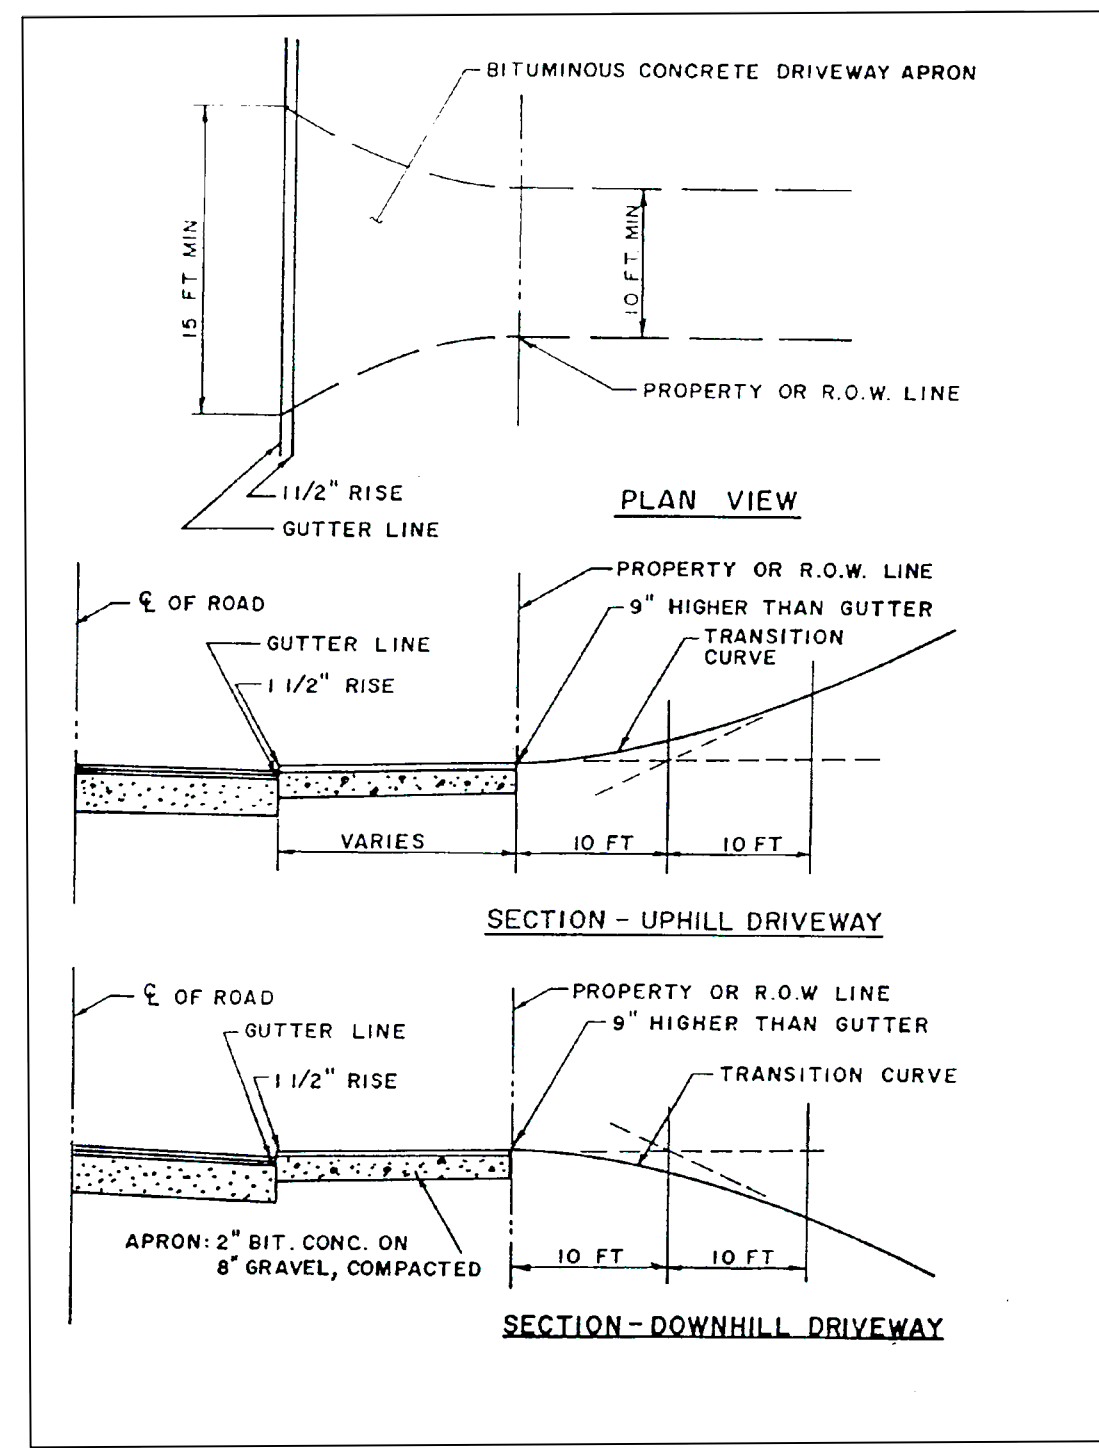 BITUMINOUS CONCRETE DRIVEWAY APRON
15 FT MIN
10 FT. MIN
PROPERTY OR R.O.W. LINE
1 1/2" RISE
GUTTER LINE
PLAN VIEW
PROPERTY OR R.O.W. LINE
℄ OF ROAD
9" HIGHER THAN GUTTER
GUTTER LINE
TRANSITION
CURVE
1 1/2" RISE
VARIES
10 FT
10 FT
SECTION - UPHILL DRIVEWAY
℄ OF ROAD
PROPERTY OR R.O.W LINE
GUTTER LINE
9" HIGHER THAN GUTTER
1 1/2" RISE
TRANSITION CURVE
APRON: 2" BIT. CONC. ON
8" GRAVEL, COMPACTED
10 FT
10 FT
SECTION - DOWNHILL DRIVEWAY